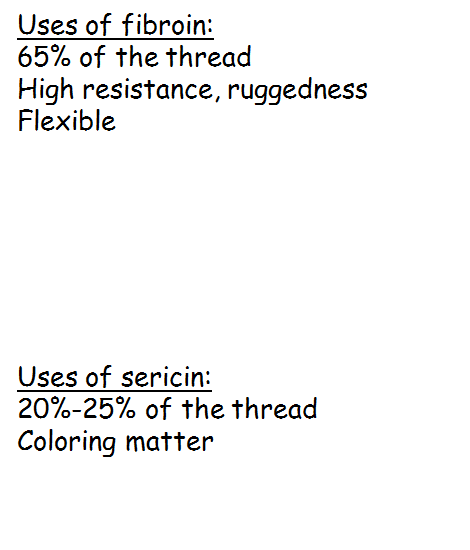 Uses of fibroin:
65% of the thread
High resistance, ruggedness
Flexible
Uses of sericin:
20%-25% of the thread
Coloring matter